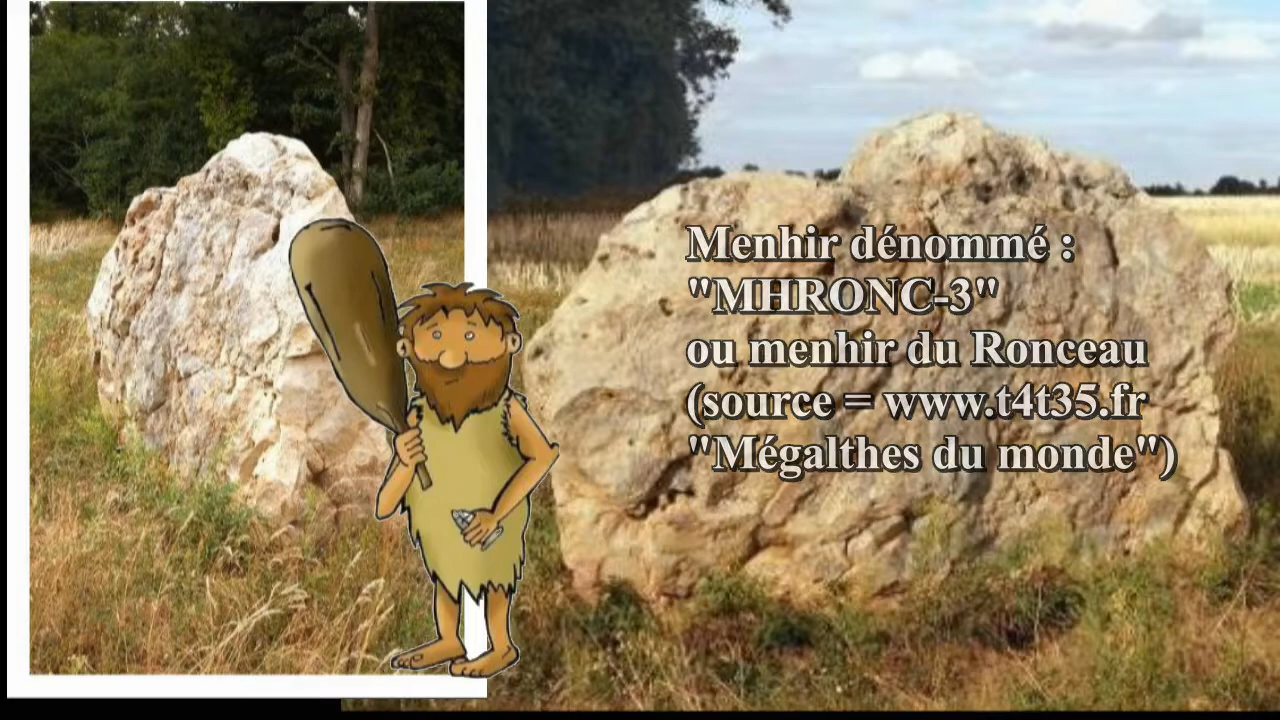 Menhir dénommé :
"MHRONC-3"
ou menhir du Ronceau
(source = www.t4t35.fr
"Mégalthes du monde")